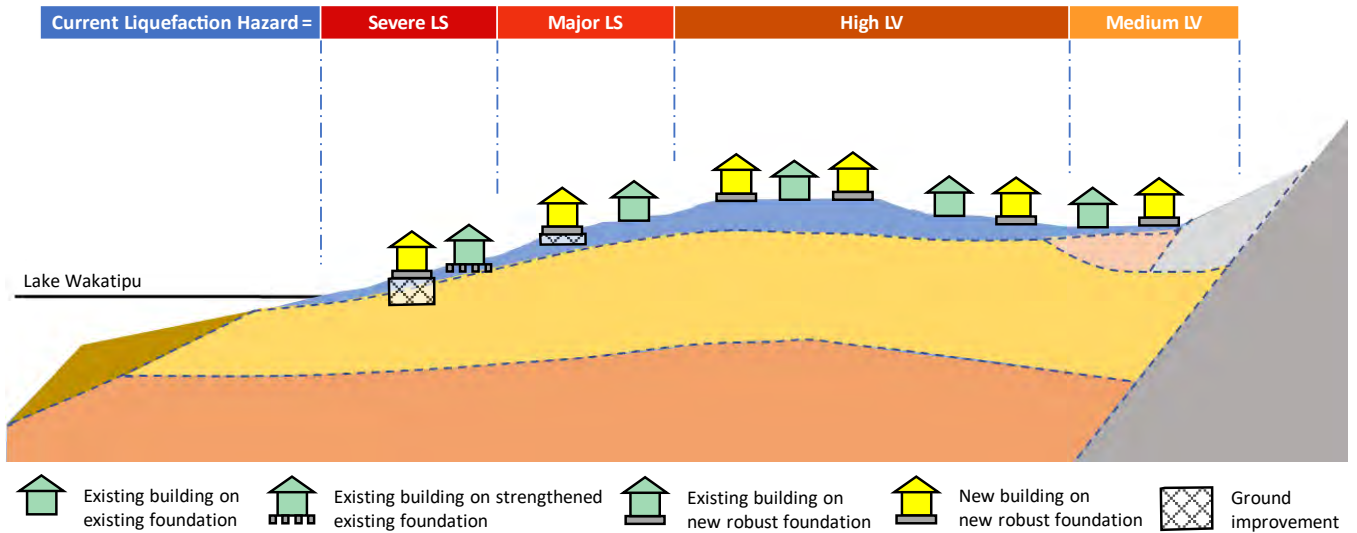 Current Liquefaction Hazard =
Severe LS
Major LS
High LV
Medium LV
Lake Wakatipu
Existing building on
existing foundation
Existing building on strengthened
existing foundation
Existing building on
new robust foundation
New building on
new robust foundation
Ground
improvement